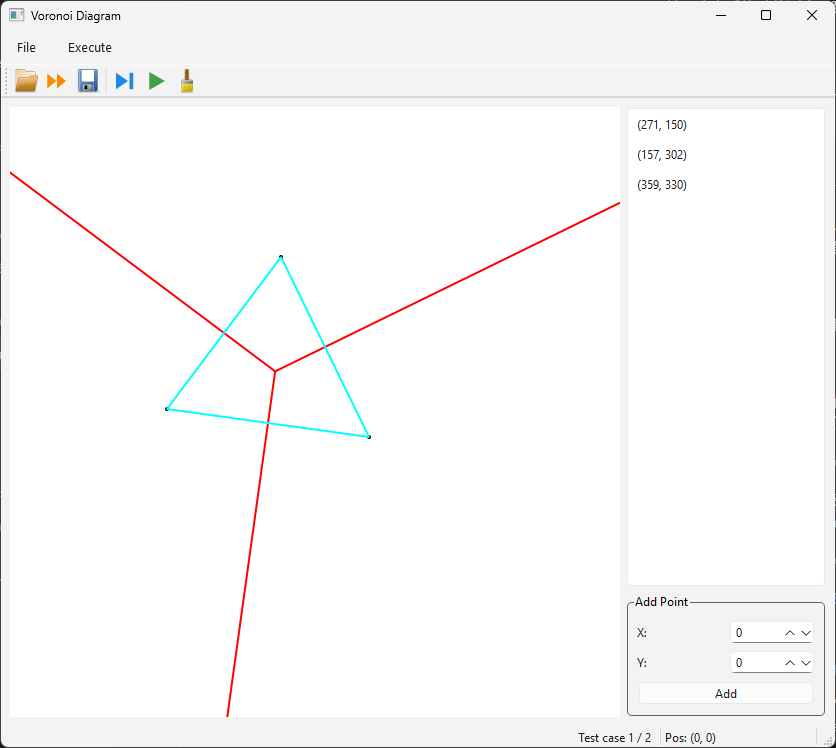 Voronoi Diagram
File Execute
(271, 150)
(157, 302)
(359, 330)
Add Point
X: 0
Y: 0
Add
Test case 1 / 2 Pos: (0, 0)